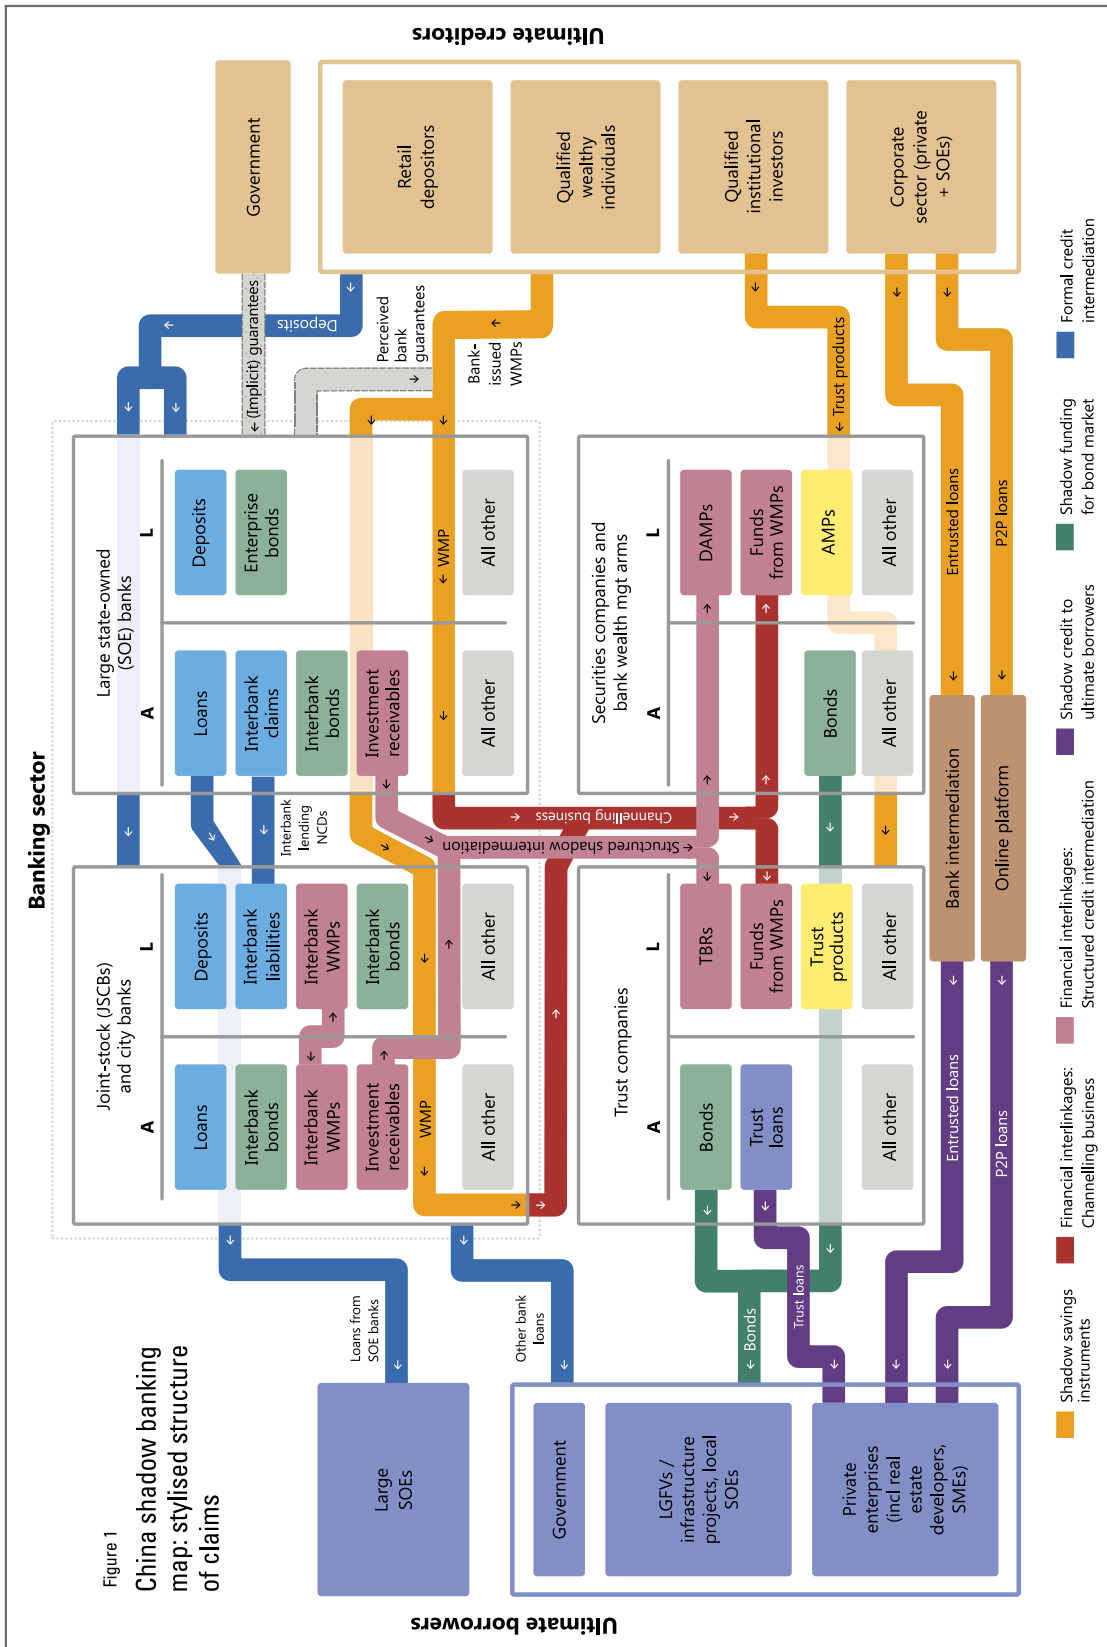 Figure 1
China shadow banking
map: stylised structure
of claims
Banking sector
Ultimate borrowers
Large
SOEs
Government
LGFVs /
infrastructure
projects, local
SOEs
Private
enterprises
(incl real
estate
developers,
SMEs)
Loans from
SOE banks
Other bank
loans
Bonds
Trust loans
Entrusted loans
P2P loans
Joint-stock (JSCBs)
and city banks
A
L
Loans
Interbank
bonds
Interbank
WMPs
Investment
receivables
WMP
All other
Deposits
Interbank
liabilities
Interbank
WMPs
Interbank
bonds
All other
Trust companies
A
L
Bonds
Trust
loans
All other
TBRs
Funds
from WMPs
Trust
products
All other
Interbank
lending
NCDs
Structured shadow intermediation
Channelling business
Large state-owned
(SOE) banks
A
L
Loans
Interbank
claims
Interbank
bonds
Investment
receivables
All other
Deposits
Enterprise
bonds
WMP
All other
Securities companies and
bank wealth mgt arms
A
L
Bonds
All other
DAMPs
Funds
from WMPs
AMPs
All other
Bank intermediation
Online platform
Entrusted loans
P2P loans
Deposits
(Implicit) guarantees
Perceived
bank
guarantees
Bank-
issued
WMPs
Trust products
Ultimate creditors
Government
Retail
depositors
Qualified
wealthy
individuals
Qualified
institutional
investors
Corporate
sector (private
+ SOEs)
Shadow savings
instruments
Financial interlinkages:
Channelling business
Financial interlinkages:
Structured credit intermediation
Shadow credit to
ultimate borrowers
Shadow funding
for bond market
Formal credit
intermediation